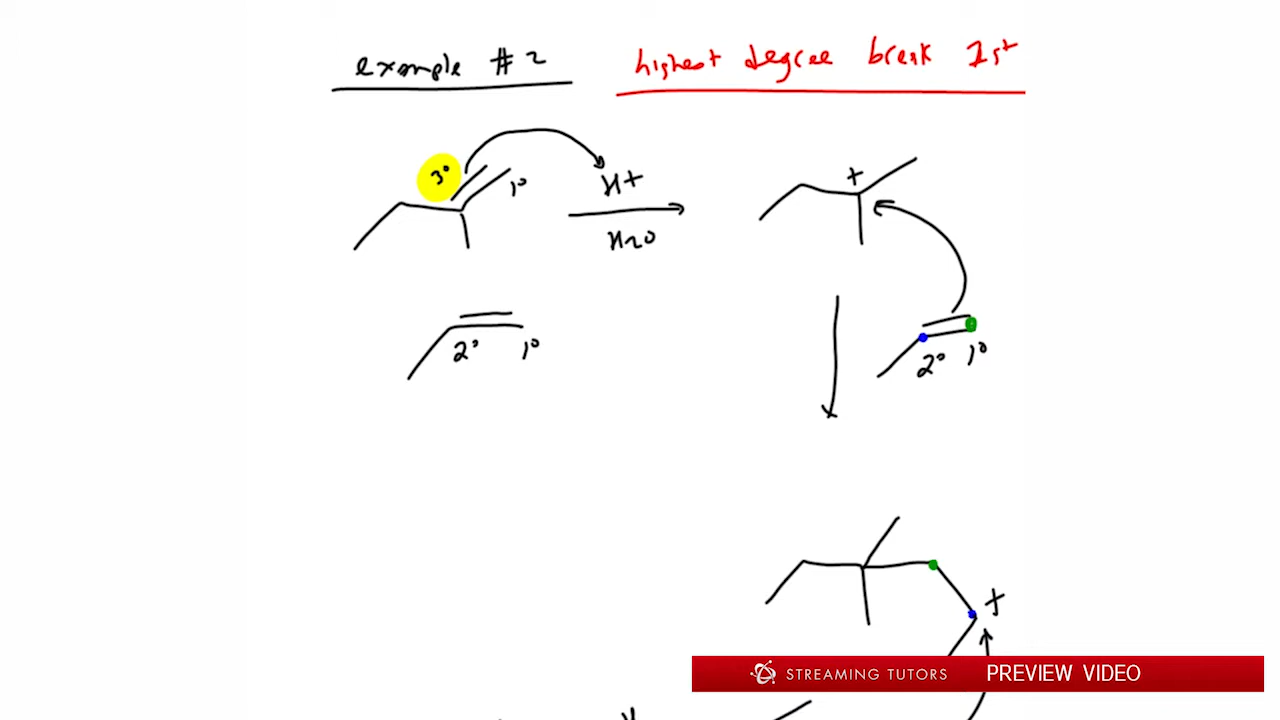 example #2
highest degree break 1st
3°
1°
H+
H2O
+
2° 1°
2° 1°
+
STREAMING TUTORS PREVIEW VIDEO